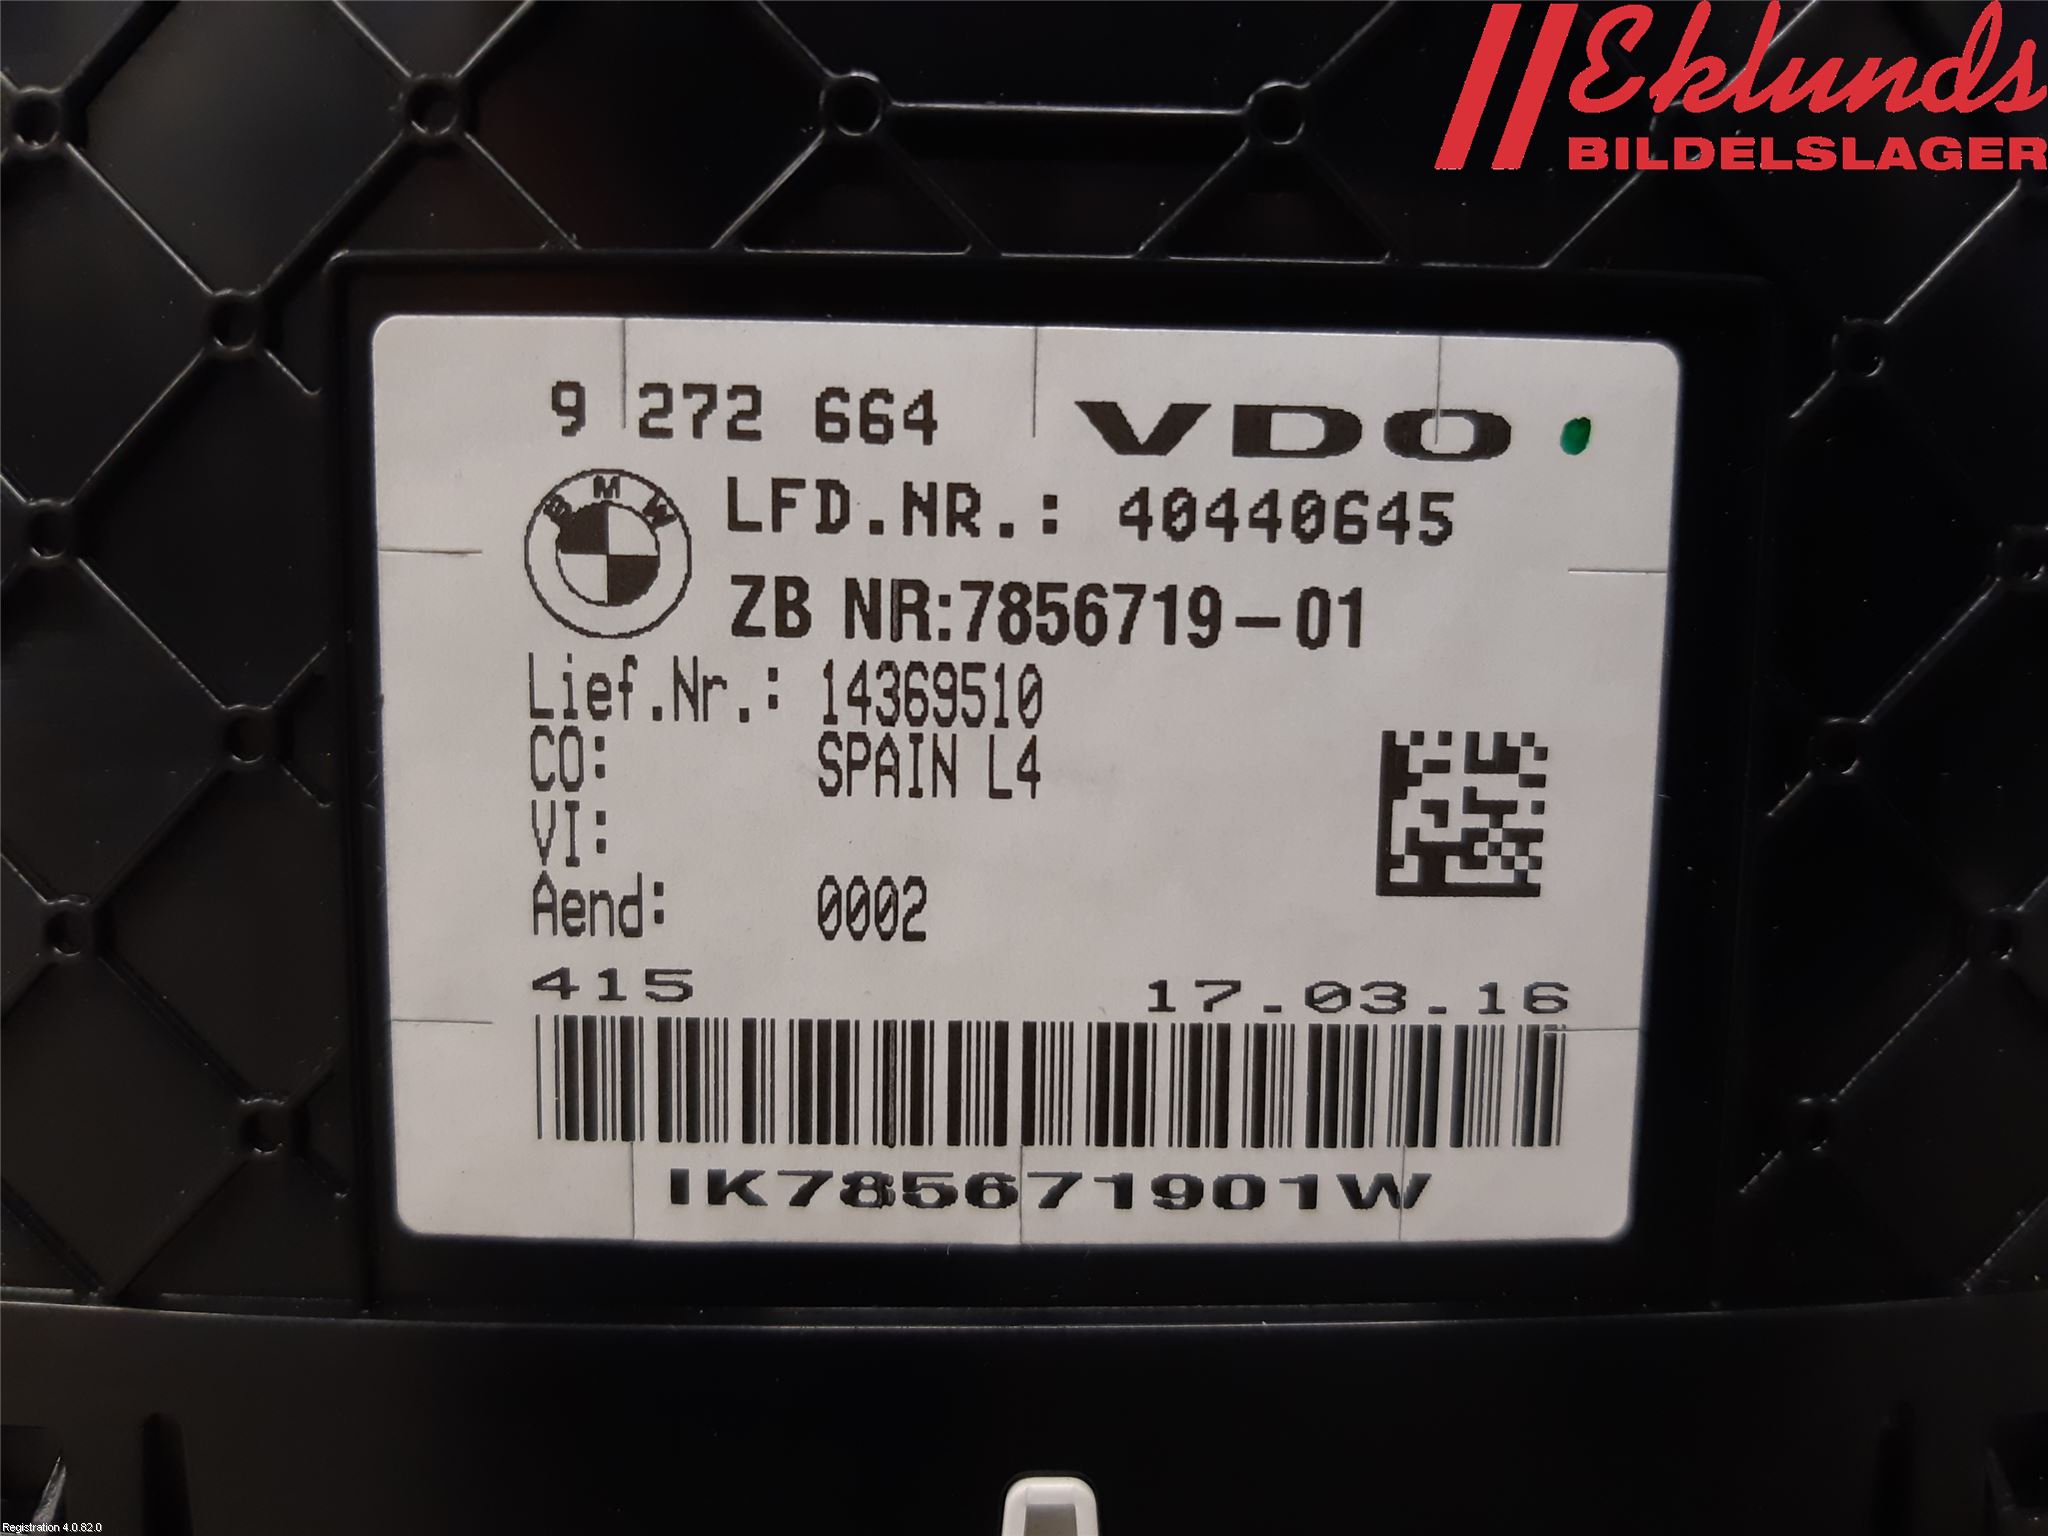 Eklunds
BILDELSLAGER
9 272 664 VDO
BMW
LFD.NR.: 40440645
ZB NR:7856719-01
Lief.Nr.: 14369510
CO: SPAIN L4
VI:
Aend: 0002
415 17.03.16
IK785671901W
Registration 4.0.82.0